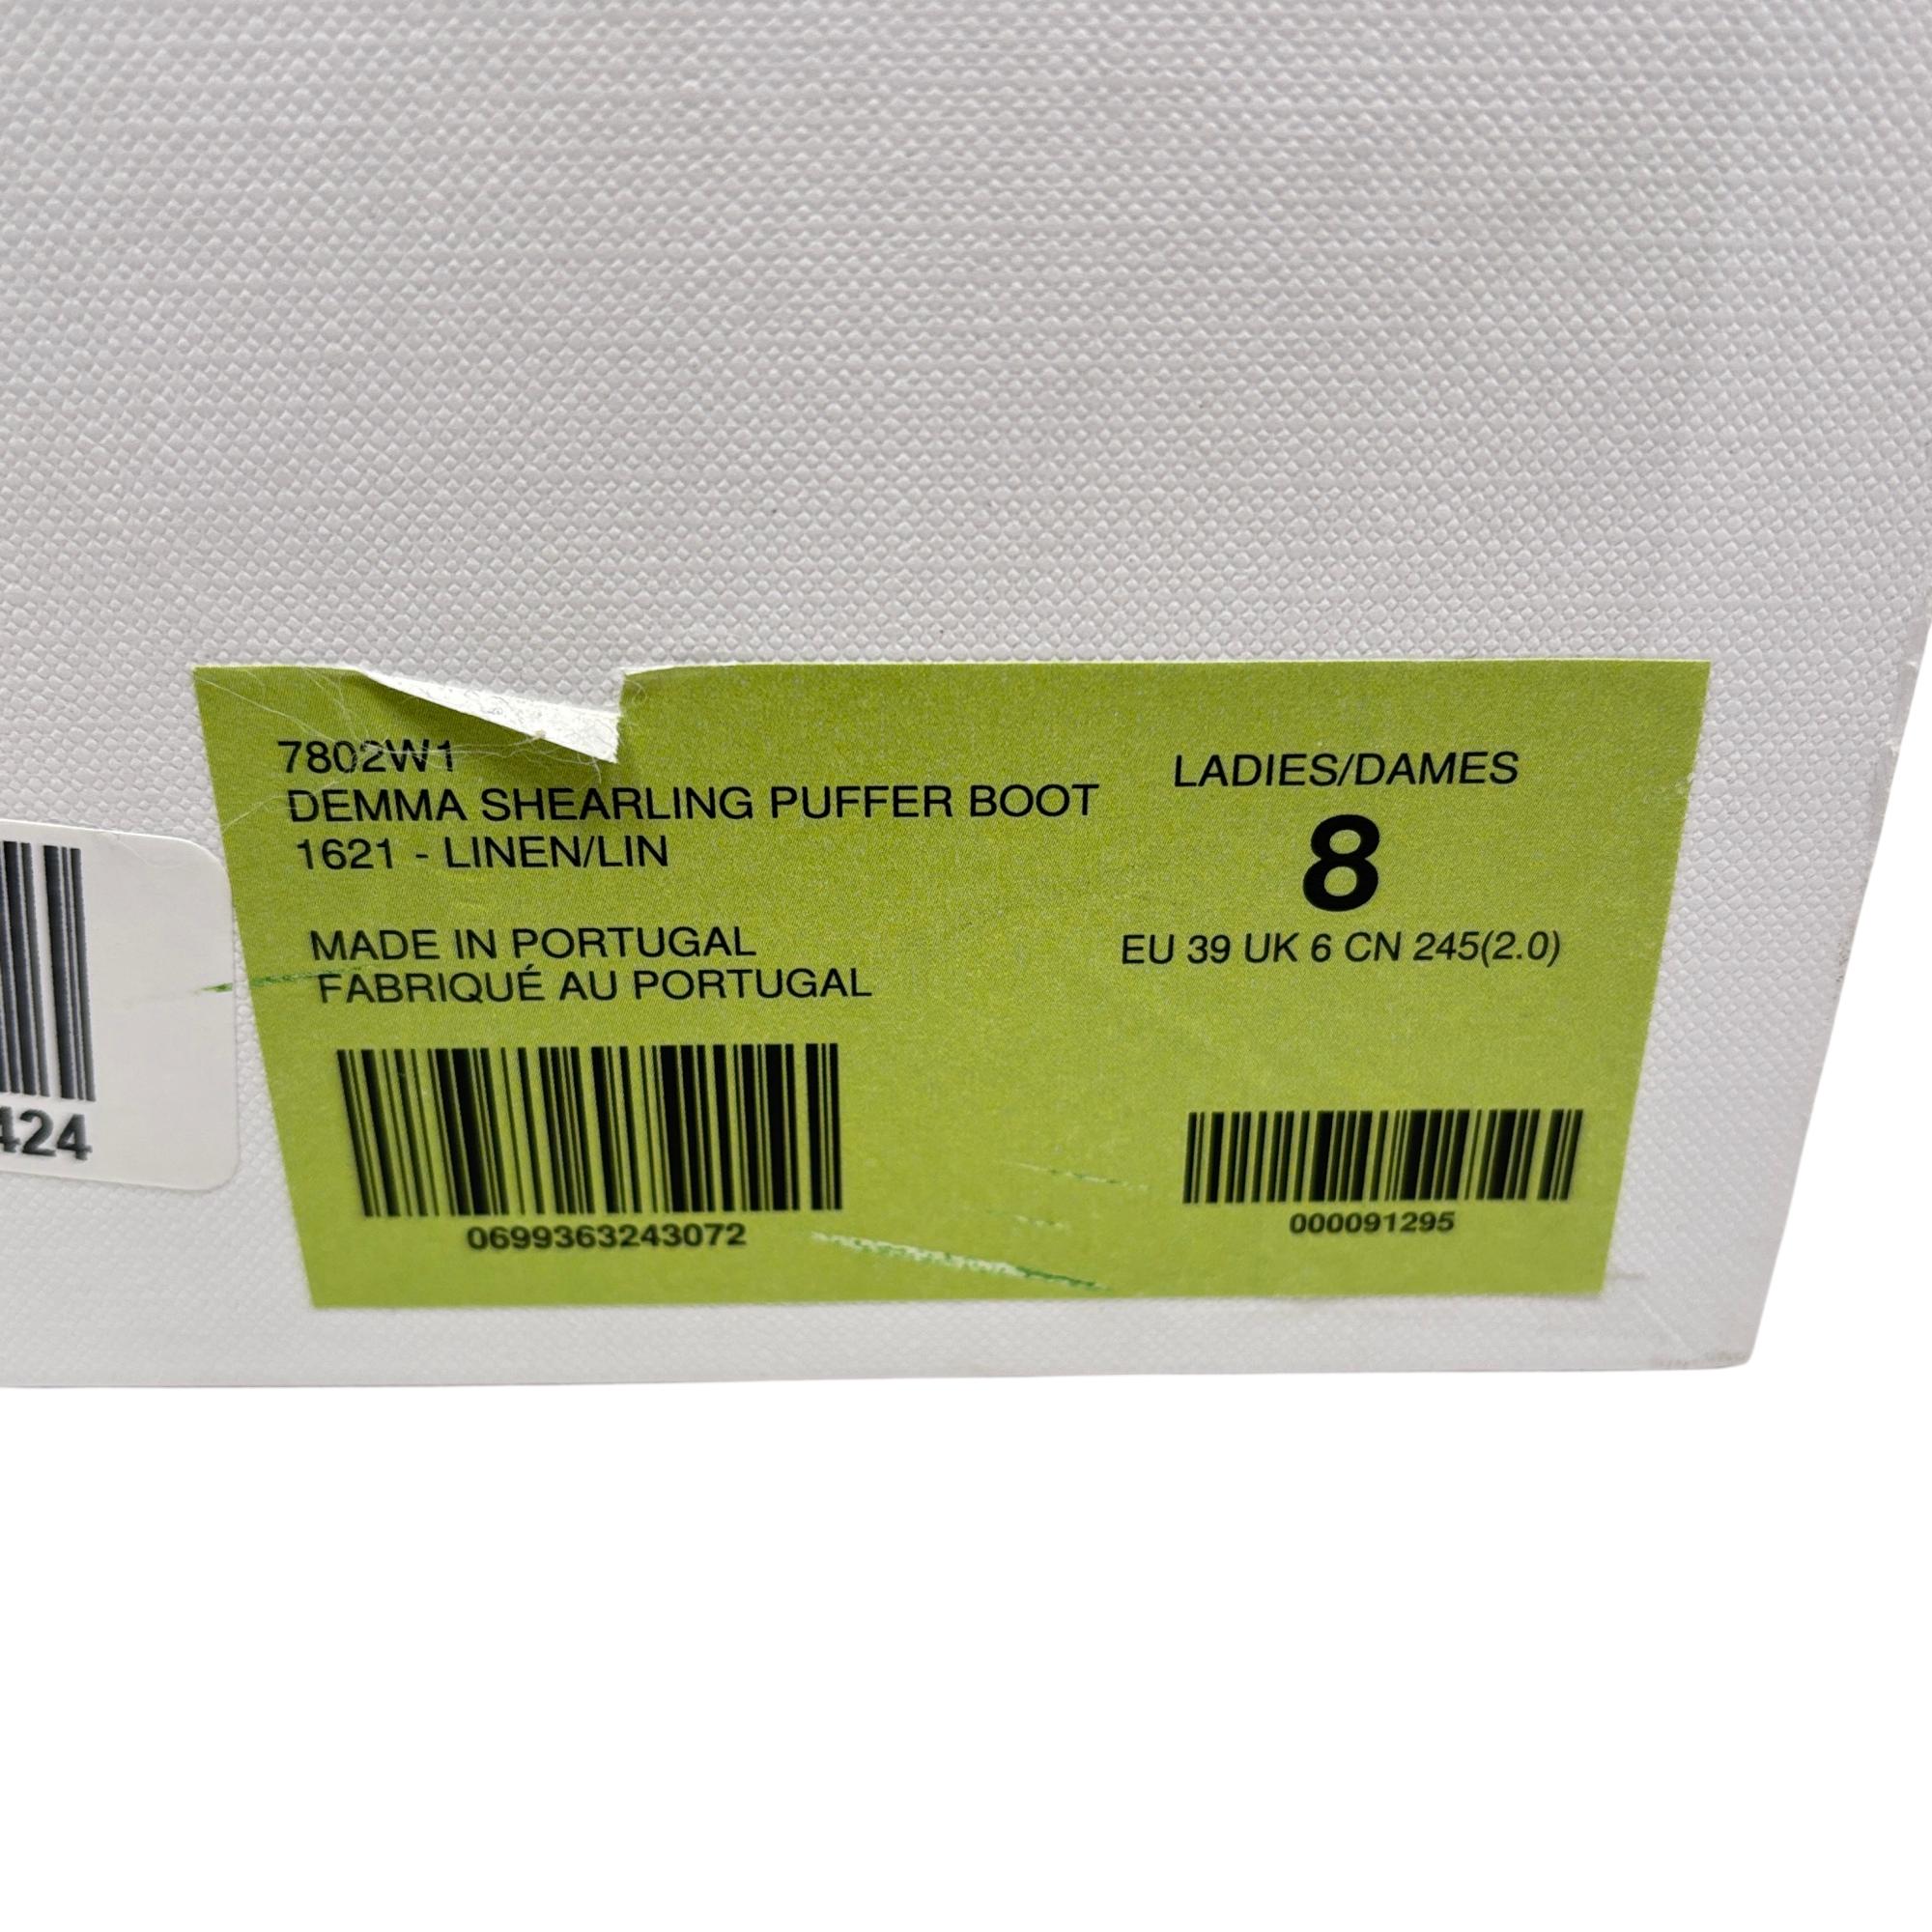 7802W1
DEMMA SHEARLING PUFFER BOOT
1621 - LINEN/LIN
MADE IN PORTUGAL
FABRIQUÉ AU PORTUGAL
0699363243072
LADIES/DAMES
8
EU 39 UK 6 CN 245(2.0)
000091295
424